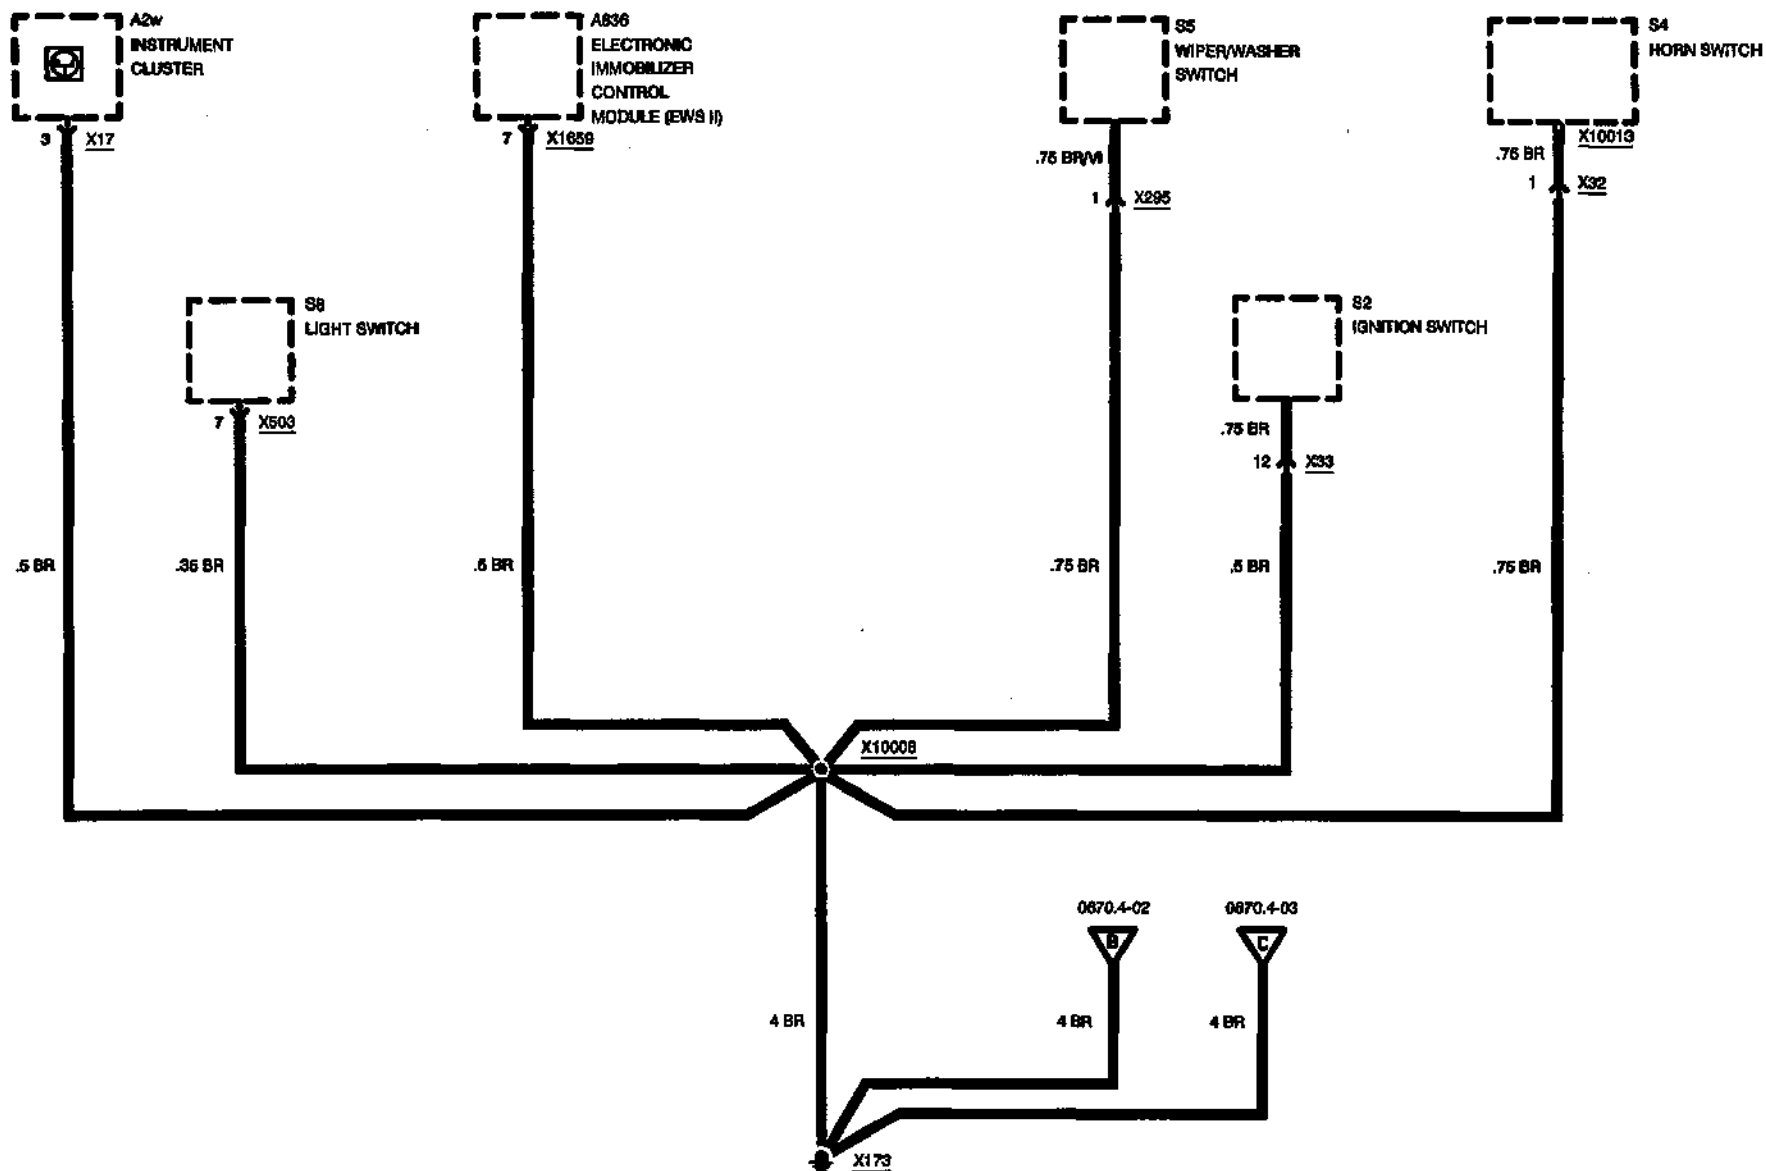 A2w
INSTRUMENT
CLUSTER
A836
ELECTRONIC
IMMOBILIZER
CONTROL
MODULE (EWS II)
S5
WIPER/WASHER
SWITCH
S4
HORN SWITCH
3 X17
7 X1659
.75 BR/VI
1 X295
X10013
.75 BR
1 X32
S8
LIGHT SWITCH
7 X503
S2
IGNITION SWITCH
.75 BR
12 X33
.5 BR
.35 BR
.5 BR
.75 BR
.5 BR
.75 BR
X10008
0670.4-02
0670.4-03
B
C
4 BR
4 BR
4 BR
X173